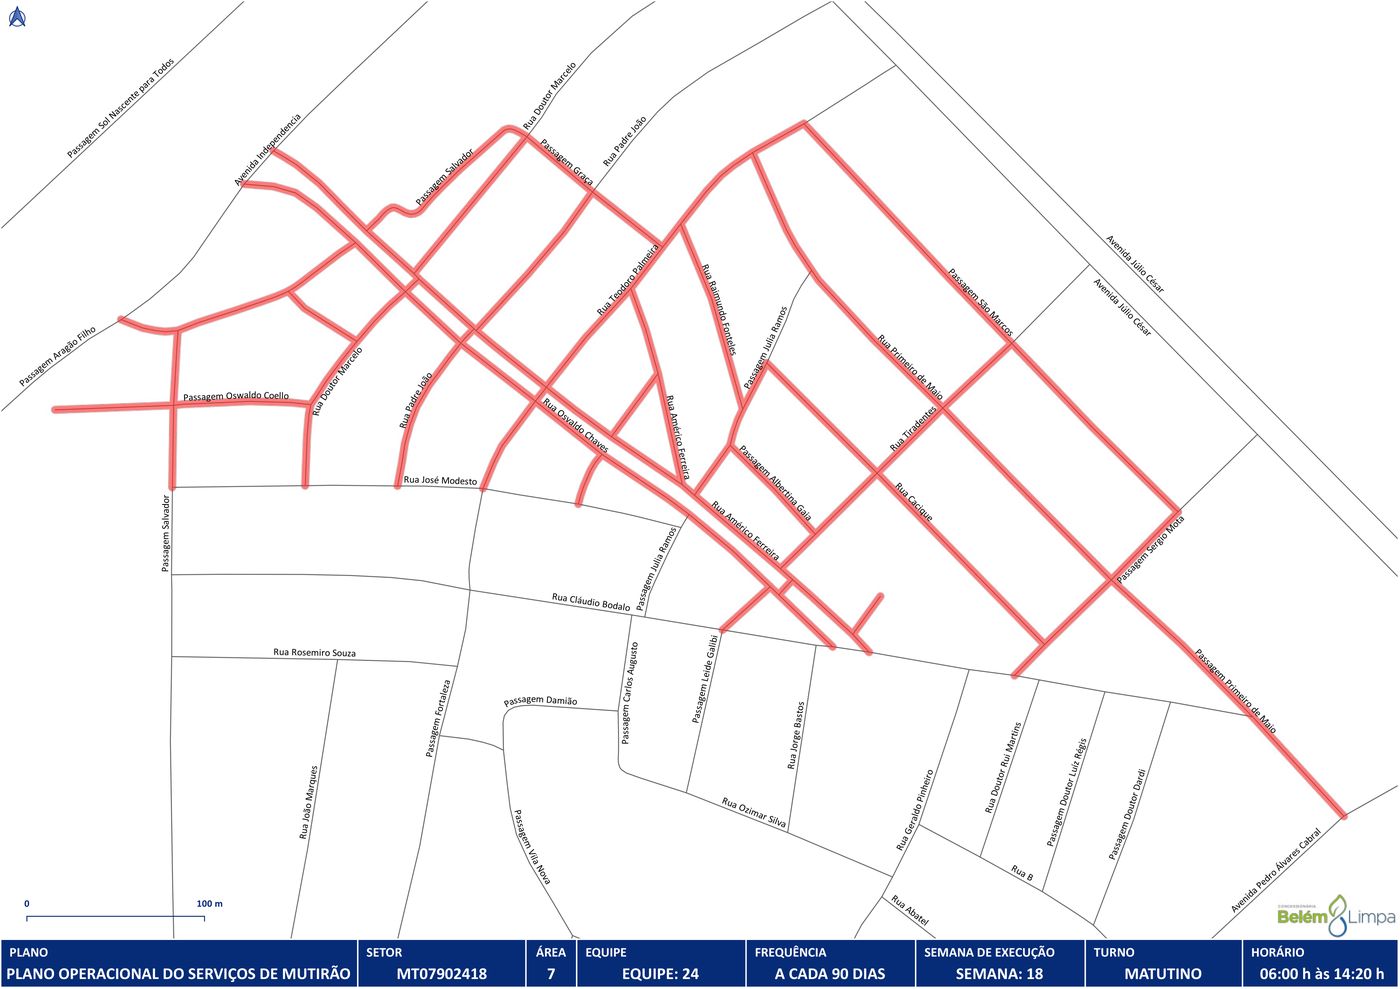 Passagem Sol Nascente para Todos
Rua Doutor Marcelo
Avenida Independencia
Rua Padre João
Passagem Salvador
Passagem Graça
Avenida Júlio César
Avenida Júlio César
Rua Teodoro Palmeira
Rua Raimundo Fonteles
Passagem São Marcos
Passagem Julia Ramos
Passagem Aragão Filho
Rua Doutor Marcelo
Rua Primeiro de Maio
Passagem Oswaldo Coello
Rua Padre João
Rua Osvaldo Chaves
Rua Américo Ferreira
Rua Tiradentes
Rua José Modesto
Passagem Albertina Gaia
Rua Cacique
Passagem Salvador
Rua Américo Ferreira
Passagem Sergio Mota
Passagem Julia Ramos
Rua Cláudio Bodalo
Rua Rosemiro Souza
Passagem Carlos Augusto
Passagem Leide Galibi
Passagem Primeiro de Maio
Passagem Fortaleza
Passagem Damião
Rua Jorge Bastos
Rua Doutor Rui Martins
Passagem Doutor Luíz Régis
Passagem Doutor Dardi
Rua João Marques
Rua Ozimar Silva
Rua Geraldo Pinheiro
Passagem Vila Nova
Rua B
Avenida Pedro Álvares Cabral
Rua Abatel
0 100 m
CONCESSIONÁRIA
Belém Limpa
PLANO
PLANO OPERACIONAL DO SERVIÇOS DE MUTIRÃO
SETOR
MT07902418
ÁREA
7
EQUIPE
EQUIPE: 24
FREQUÊNCIA
A CADA 90 DIAS
SEMANA DE EXECUÇÃO
SEMANA: 18
TURNO
MATUTINO
HORÁRIO
06:00 h às 14:20 h